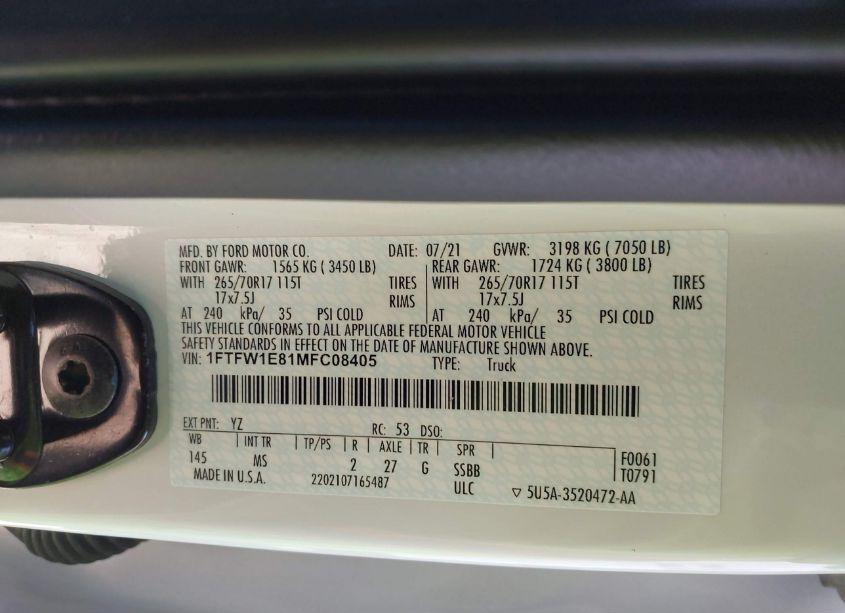 MFD. BY FORD MOTOR CO. DATE: 07/21 GVWR: 3198 KG ( 7050 LB)
FRONT GAWR: 1565 KG ( 3450 LB) REAR GAWR: 1724 KG ( 3800 LB)
WITH 265/70R17 115T TIRES WITH 265/70R17 115T TIRES
17x7.5J RIMS 17x7.5J RIMS
AT 240 kPa/ 35 PSI COLD AT 240 kPa/ 35 PSI COLD
THIS VEHICLE CONFORMS TO ALL APPLICABLE FEDERAL MOTOR VEHICLE
SAFETY STANDARDS IN EFFECT ON THE DATE OF MANUFACTURE SHOWN ABOVE.
VIN: 1FTFW1E81MFC08405 TYPE: Truck
EXT PNT: YZ RC: 53 DSO:
WB INT TR TP/PS R AXLE TR SPR F0061
145 MS 2 27 G SSBB T0791
MADE IN U.S.A. 2202107165487 ULC ▽ 5U5A-3520472-AA